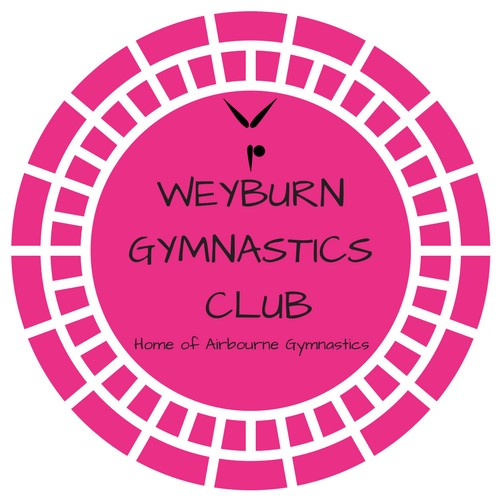 WEYBURN
GYMNASTICS
CLUB
Home of Airbourne Gymnastics